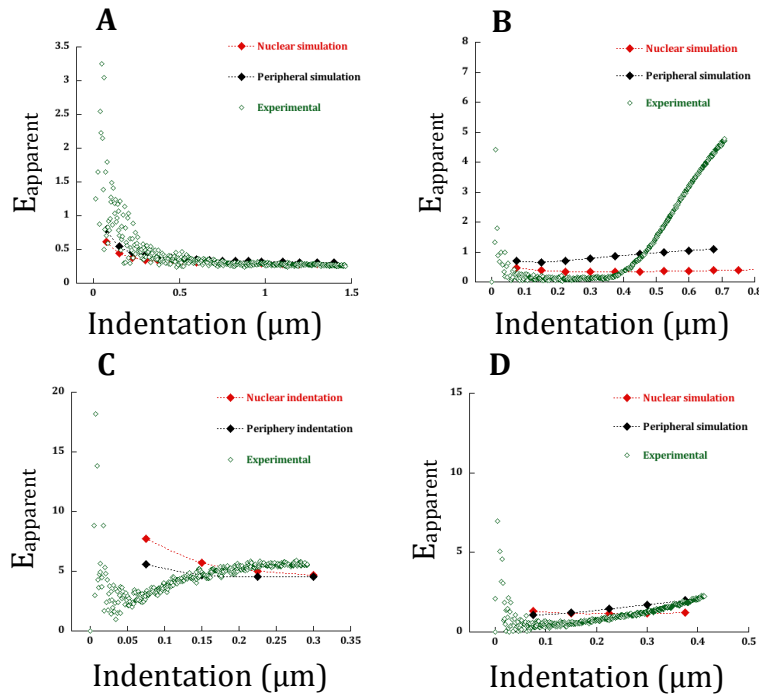 A
3.5
3
2.5
2
1.5
1
0.5
0
Eapparent
Nuclear simulation
Peripheral simulation
Experimental
0
0.5
1
1.5
Indentation (μm)
B
8
7
6
5
4
3
2
1
0
Eapparent
Nuclear simulation
Peripheral simulation
Experimental
0
0.1
0.2
0.3
0.4
0.5
0.6
0.7
0.8
Indentation (μm)
C
20
15
10
5
0
Eapparent
Nuclear indentation
Periphery indentation
Experimental
0
0.05
0.1
0.15
0.2
0.25
0.3
0.35
Indentation (μm)
D
15
10
5
0
Eapparent
Nuclear simulation
Peripheral simulation
Experimental
0
0.1
0.2
0.3
0.4
0.5
Indentation (μm)